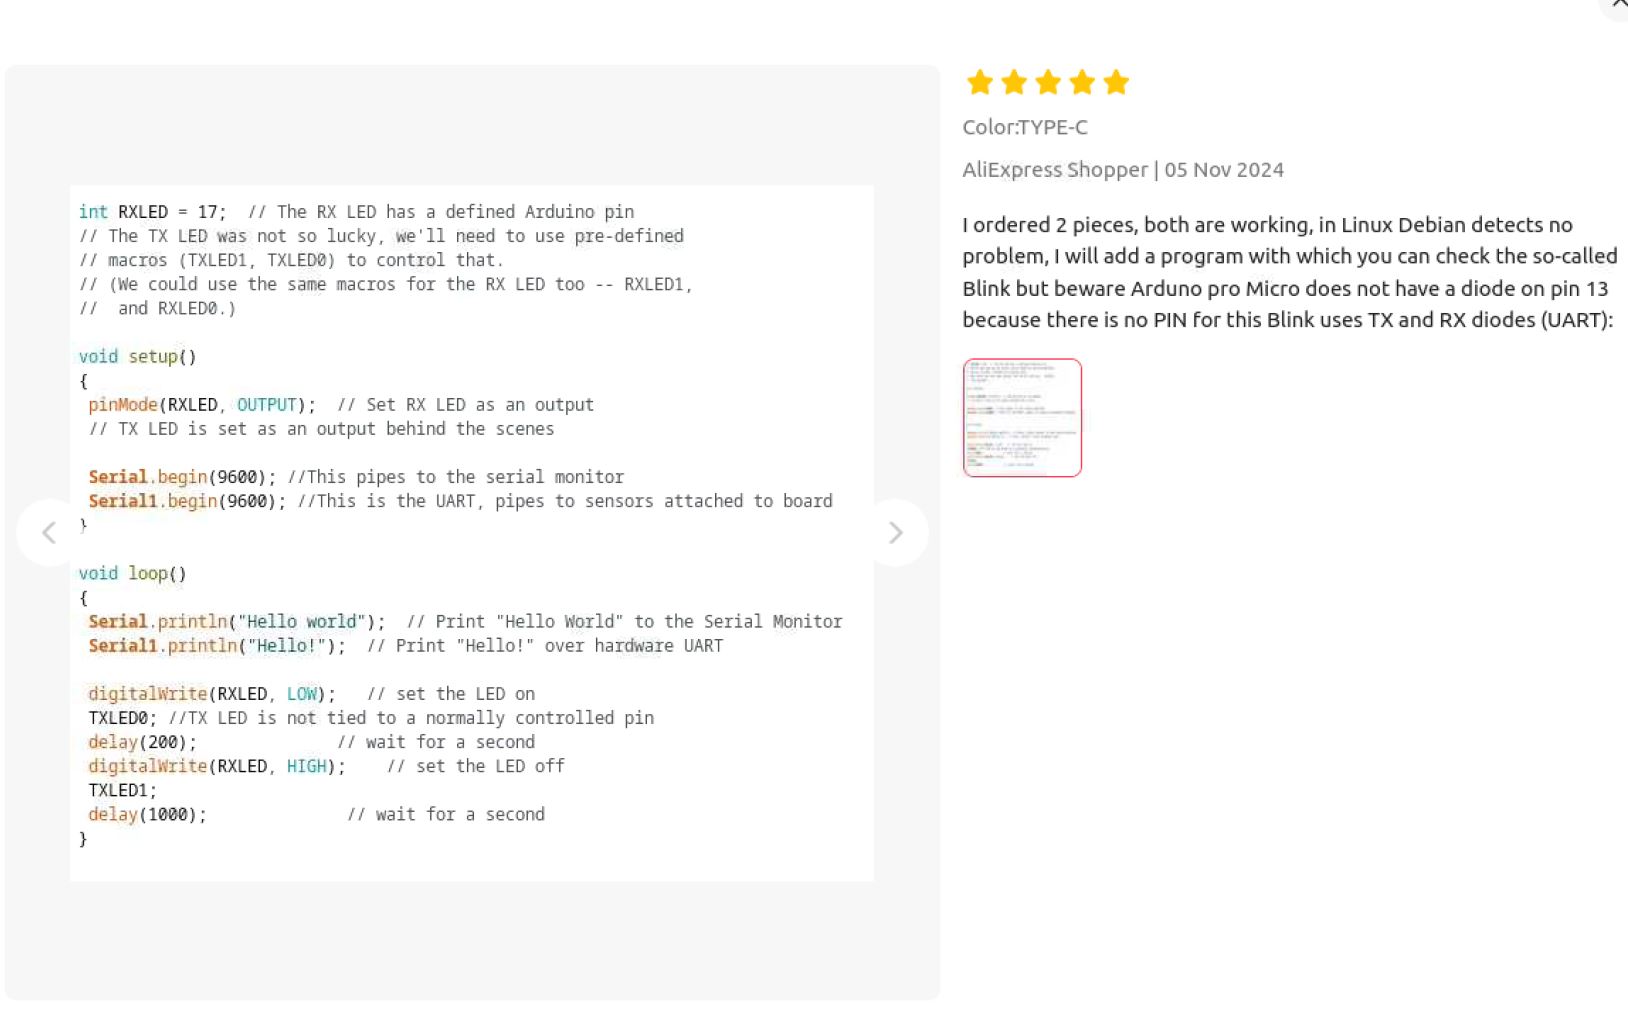 int RXLED = 17;  // The RX LED has a defined Arduino pin
// The TX LED was not so lucky, we'll need to use pre-defined
// macros (TXLED1, TXLED0) to control that.
// (We could use the same macros for the RX LED too -- RXLED1,
//  and RXLED0.)
void setup()
{
 pinMode(RXLED, OUTPUT);  // Set RX LED as an output
 // TX LED is set as an output behind the scenes
 Serial.begin(9600); //This pipes to the serial monitor
 Serial1.begin(9600); //This is the UART, pipes to sensors attached to board
}
void loop()
{
 Serial.println("Hello world");  // Print "Hello World" to the Serial Monitor
 Serial1.println("Hello!");  // Print "Hello!" over hardware UART
 digitalWrite(RXLED, LOW);   // set the LED on
 TXLED0; //TX LED is not tied to a normally controlled pin
 delay(200);              // wait for a second
 digitalWrite(RXLED, HIGH);    // set the LED off
 TXLED1;
 delay(1000);              // wait for a second
}
Color:TYPE-C
AliExpress Shopper | 05 Nov 2024
I ordered 2 pieces, both are working, in Linux Debian detects no
problem, I will add a program with which you can check the so-called
Blink but beware Arduno pro Micro does not have a diode on pin 13
because there is no PIN for this Blink uses TX and RX diodes (UART):